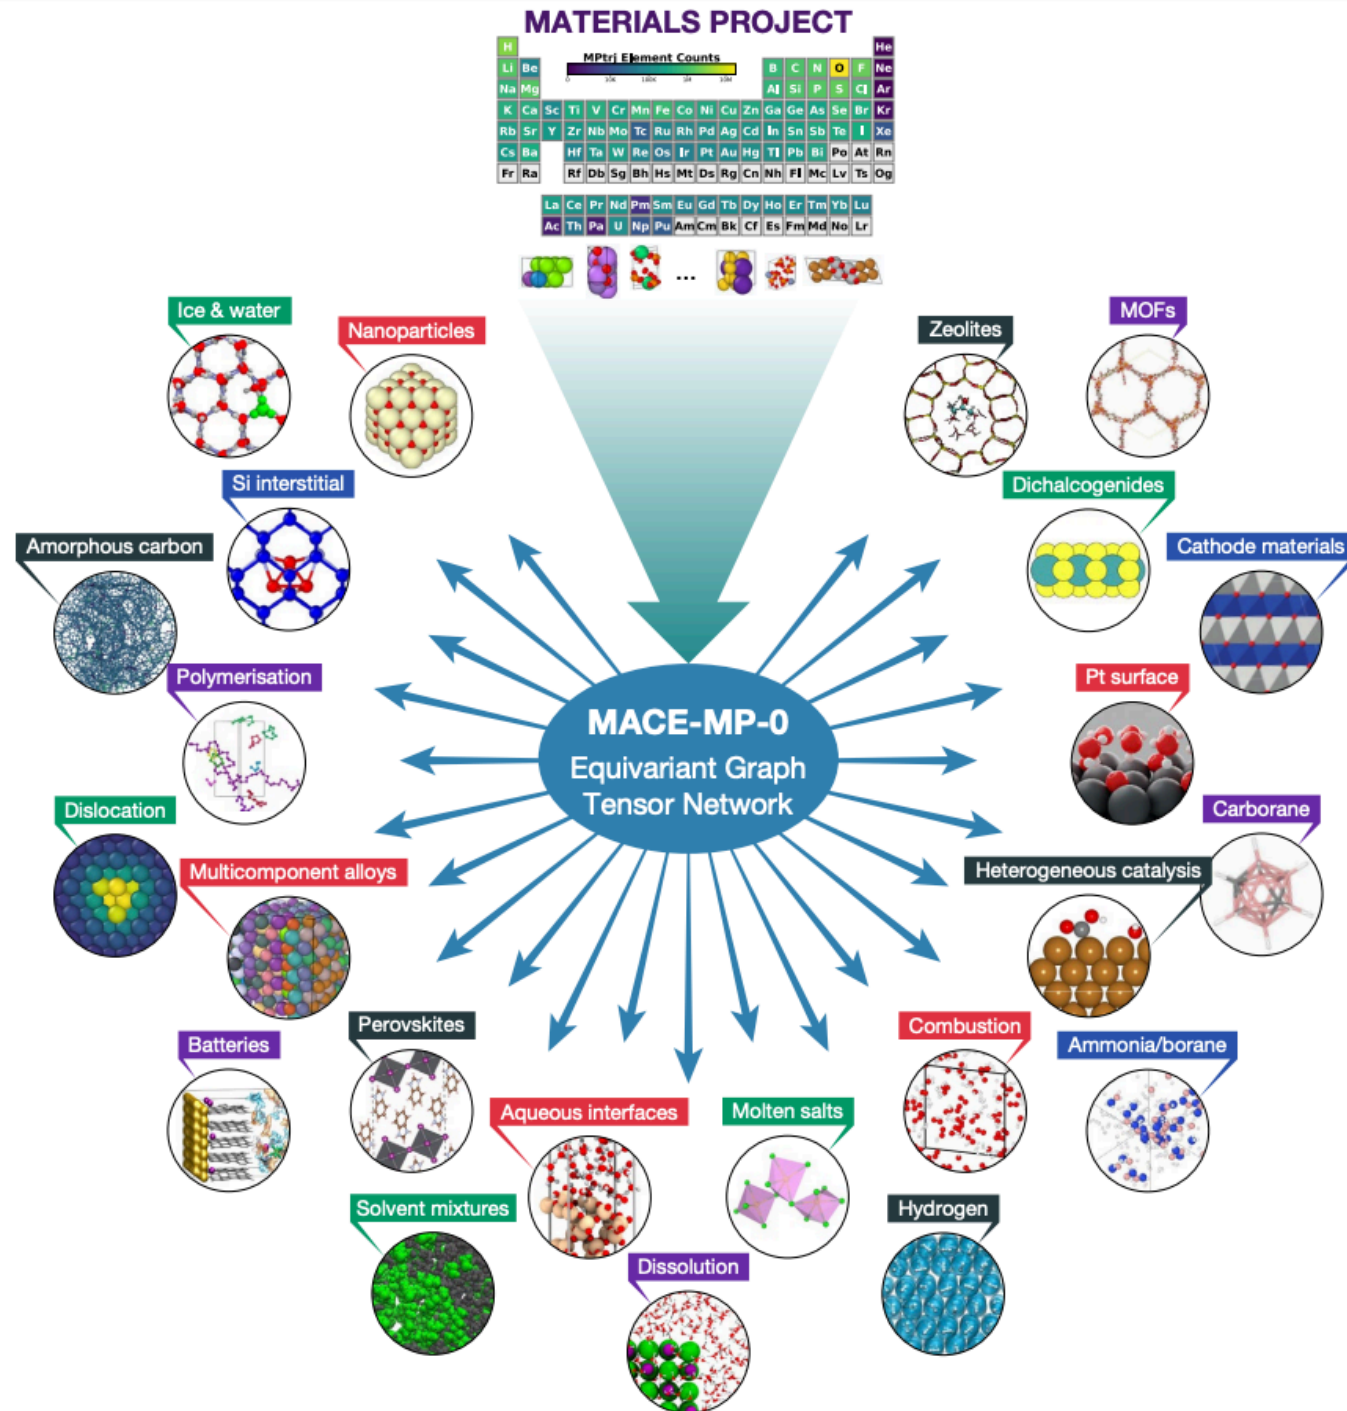 MATERIALS PROJECT
MPtrj Element Counts
0 10K 100K 1M 10M
H He
Li Be B C N O F Ne
Na Mg Al Si P S Cl Ar
K Ca Sc Ti V Cr Mn Fe Co Ni Cu Zn Ga Ge As Se Br Kr
Rb Sr Y Zr Nb Mo Tc Ru Rh Pd Ag Cd In Sn Sb Te I Xe
Cs Ba Hf Ta W Re Os Ir Pt Au Hg Tl Pb Bi Po At Rn
Fr Ra Rf Db Sg Bh Hs Mt Ds Rg Cn Nh Fl Mc Lv Ts Og
La Ce Pr Nd Pm Sm Eu Gd Tb Dy Ho Er Tm Yb Lu
Ac Th Pa U Np Pu Am Cm Bk Cf Es Fm Md No Lr
...
Ice & water
Nanoparticles
Zeolites
MOFs
Si interstitial
Dichalcogenides
Amorphous carbon
Cathode materials
Polymerisation
Pt surface
MACE-MP-0
Equivariant Graph
Tensor Network
Dislocation
Carborane
Multicomponent alloys
Heterogeneous catalysis
Batteries
Perovskites
Combustion
Ammonia/borane
Aqueous interfaces
Molten salts
Solvent mixtures
Hydrogen
Dissolution